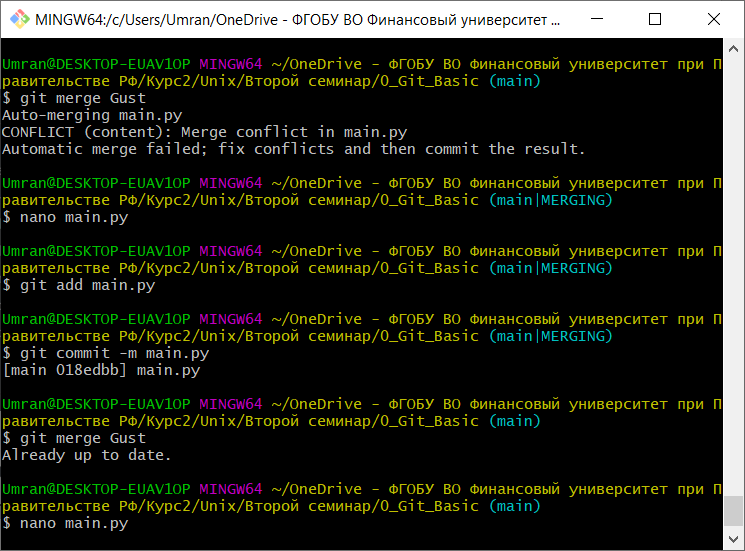 MINGW64:/c/Users/Umran/OneDrive - ФГОБУ ВО Финансовый университет ...
Umran@DESKTOP-EUAV1OP MINGW64 ~/OneDrive - ФГОБУ ВО Финансовый университет при П
равительстве РФ/Курс2/Unix/Второй семинар/0_Git_Basic (main)
$ git merge Gust
Auto-merging main.py
CONFLICT (content): Merge conflict in main.py
Automatic merge failed; fix conflicts and then commit the result.
Umran@DESKTOP-EUAV1OP MINGW64 ~/OneDrive - ФГОБУ ВО Финансовый университет при П
равительстве РФ/Курс2/Unix/Второй семинар/0_Git_Basic (main|MERGING)
$ nano main.py
Umran@DESKTOP-EUAV1OP MINGW64 ~/OneDrive - ФГОБУ ВО Финансовый университет при П
равительстве РФ/Курс2/Unix/Второй семинар/0_Git_Basic (main|MERGING)
$ git add main.py
Umran@DESKTOP-EUAV1OP MINGW64 ~/OneDrive - ФГОБУ ВО Финансовый университет при П
равительстве РФ/Курс2/Unix/Второй семинар/0_Git_Basic (main|MERGING)
$ git commit -m main.py
[main 018edbb] main.py
Umran@DESKTOP-EUAV1OP MINGW64 ~/OneDrive - ФГОБУ ВО Финансовый университет при П
равительстве РФ/Курс2/Unix/Второй семинар/0_Git_Basic (main)
$ git merge Gust
Already up to date.
Umran@DESKTOP-EUAV1OP MINGW64 ~/OneDrive - ФГОБУ ВО Финансовый университет при П
равительстве РФ/Курс2/Unix/Второй семинар/0_Git_Basic (main)
$ nano main.py